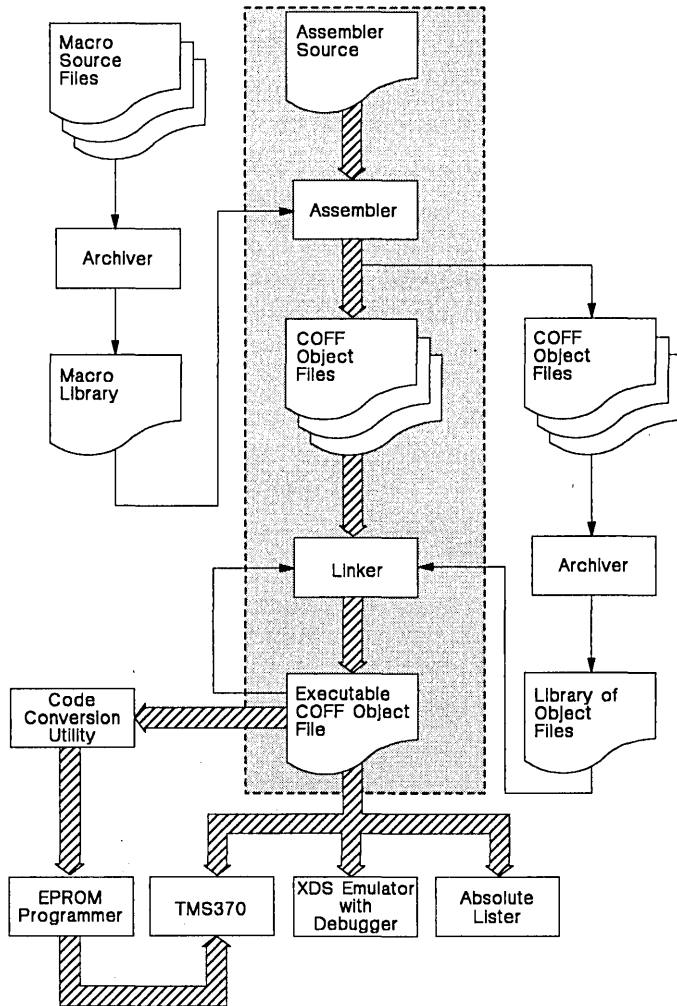 Macro
Source
Files
Assembler
Source
Archiver
Assembler
Macro
Library
COFF
Object
Files
COFF
Object
Files
Linker
Archiver
Code
Conversion
Utility
Executable
COFF Object
File
Library of
Object
Files
EPROM
Programmer
TMS370
XDS Emulator
with
Debugger
Absolute
Lister